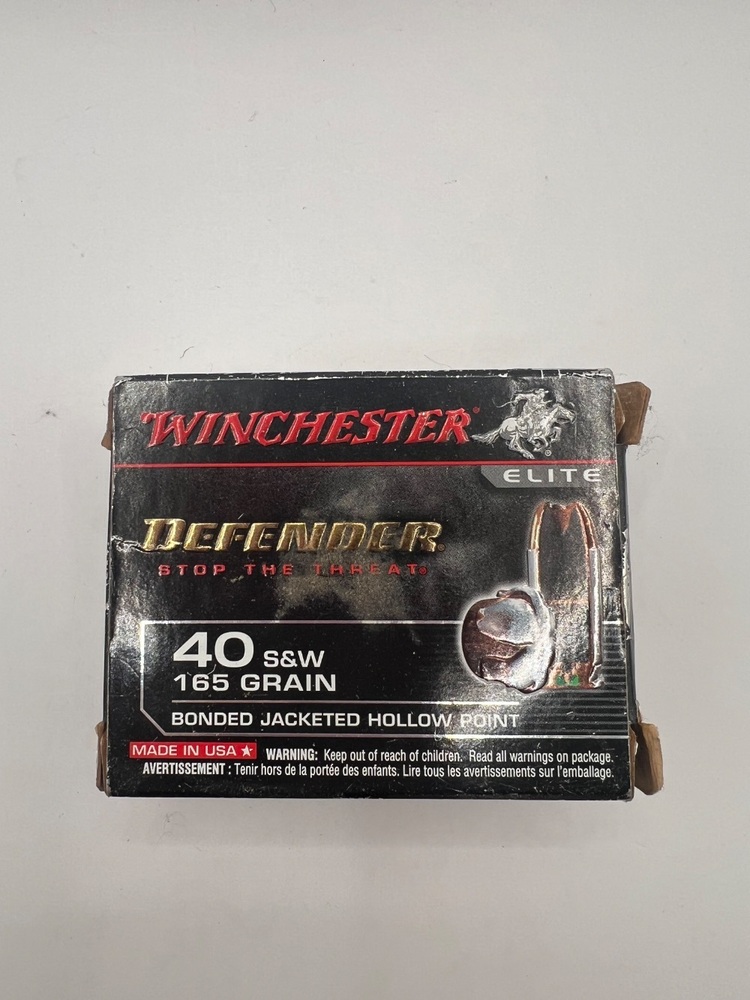 WINCHESTER®
ELITE
DEFENDER®
STOP THE THREAT®
40 S&W
165 GRAIN
BONDED JACKETED HOLLOW POINT
MADE IN USA ★ WARNING: Keep out of reach of children. Read all warnings on package.
AVERTISSEMENT : Tenir hors de la portée des enfants. Lire tous les avertissements sur l'emballage.